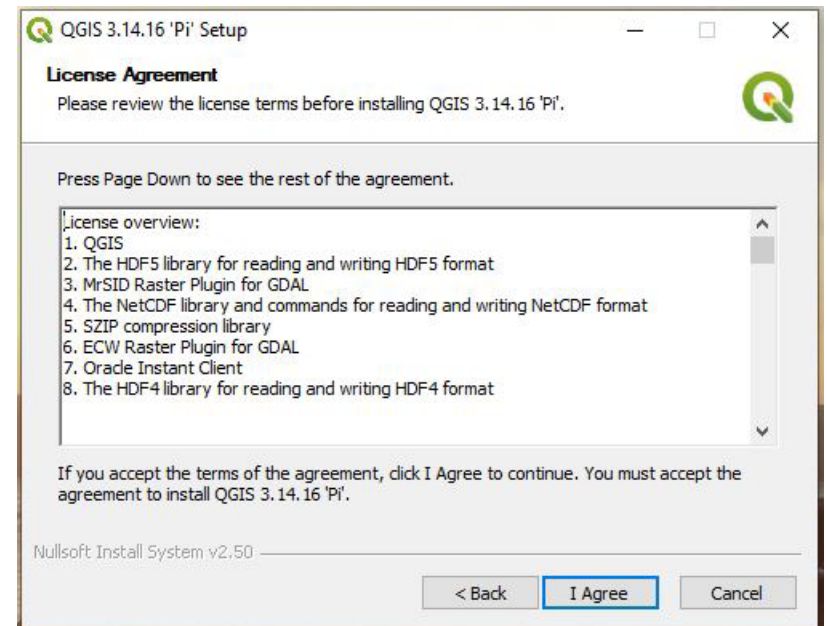 QGIS 3.14.16 'Pi' Setup
License Agreement
Please review the license terms before installing QGIS 3.14.16 'Pi'.
Press Page Down to see the rest of the agreement.
License overview:
1. QGIS
2. The HDF5 library for reading and writing HDF5 format
3. MrSID Raster Plugin for GDAL
4. The NetCDF library and commands for reading and writing NetCDF format
5. SZIP compression library
6. ECW Raster Plugin for GDAL
7. Oracle Instant Client
8. The HDF4 library for reading and writing HDF4 format
If you accept the terms of the agreement, click I Agree to continue. You must accept the
agreement to install QGIS 3.14.16 'Pi'.
Nullsoft Install System v2.50
< Back
I Agree
Cancel